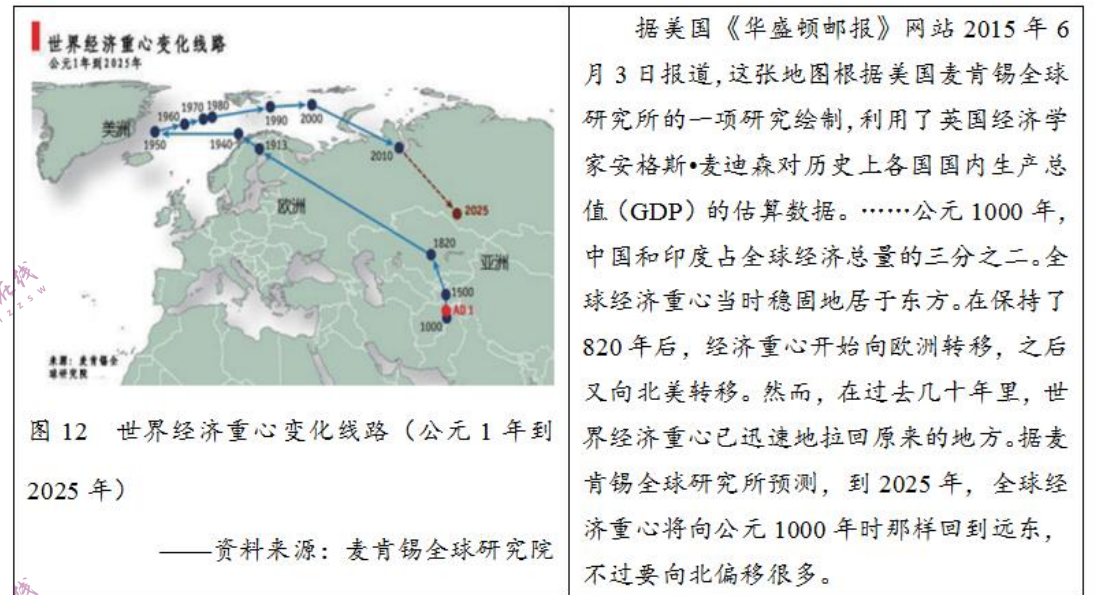 世界经济重心变化线路
公元1年到2025年
1960
1970
1980
1990
2000
美洲
1950
1940
1913
2010
2025
欧洲
1820
亚洲
1500
AD 1
1000
来源：麦肯锡全
球研究院
图 12 世界经济重心变化线路（公元 1 年到
2025 年）
——资料来源：麦肯锡全球研究院
据美国《华盛顿邮报》网站 2015 年 6
月 3 日报道,这张地图根据美国麦肯锡全球
研究所的一项研究绘制,利用了英国经济学
家安格斯•麦迪森对历史上各国国内生产总
值（GDP）的估算数据。……公元 1000 年,
中国和印度占全球经济总量的三分之二。全
球经济重心当时稳固地居于东方。在保持了
820 年后，经济重心开始向欧洲转移，之后
又向北美转移。然而，在过去几十年里，世
界经济重心已迅速地拉回原来的地方。据麦
肯锡全球研究所预测，到 2025 年，全球经
济重心将向公元 1000 年时那样回到远东，
不过要向北偏移很多。